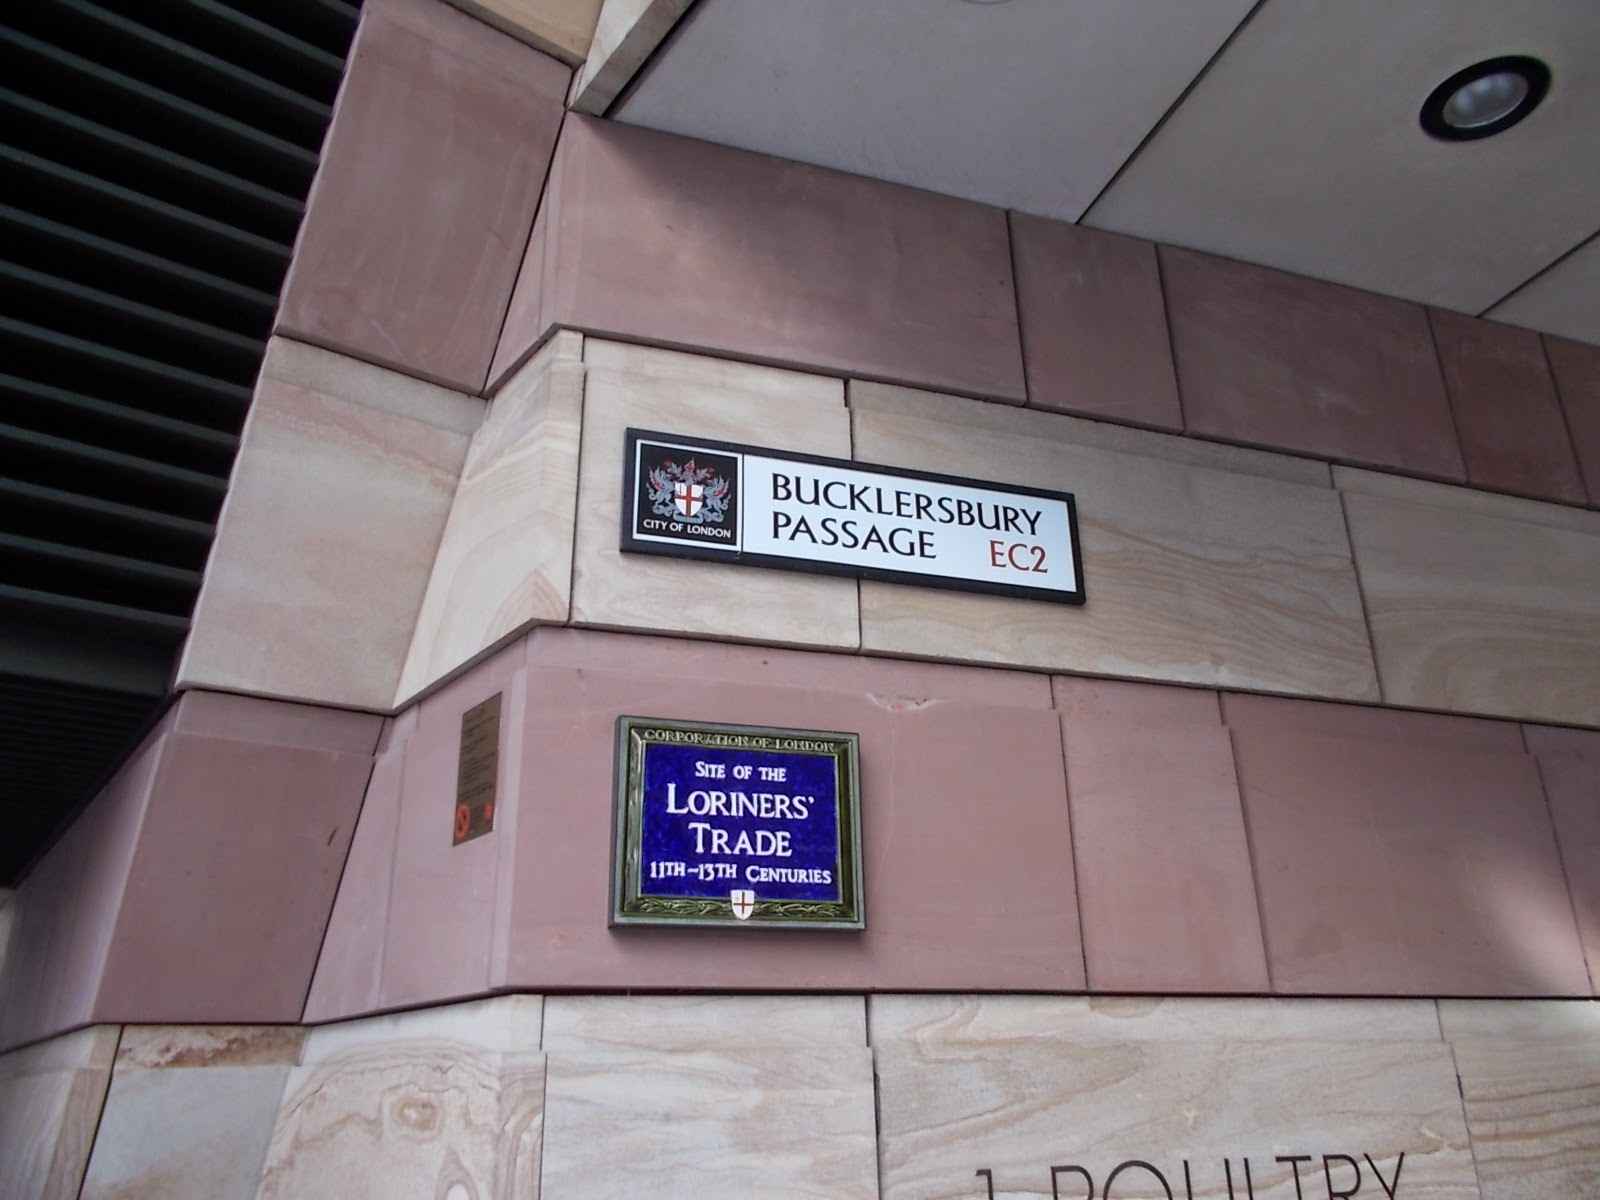 CITY OF LONDON
BUCKLERSBURY
PASSAGE EC2
CORPORATION OF LONDON
SITE OF THE
LORINERS'
TRADE
11TH-13TH CENTURIES
1 POULTRY